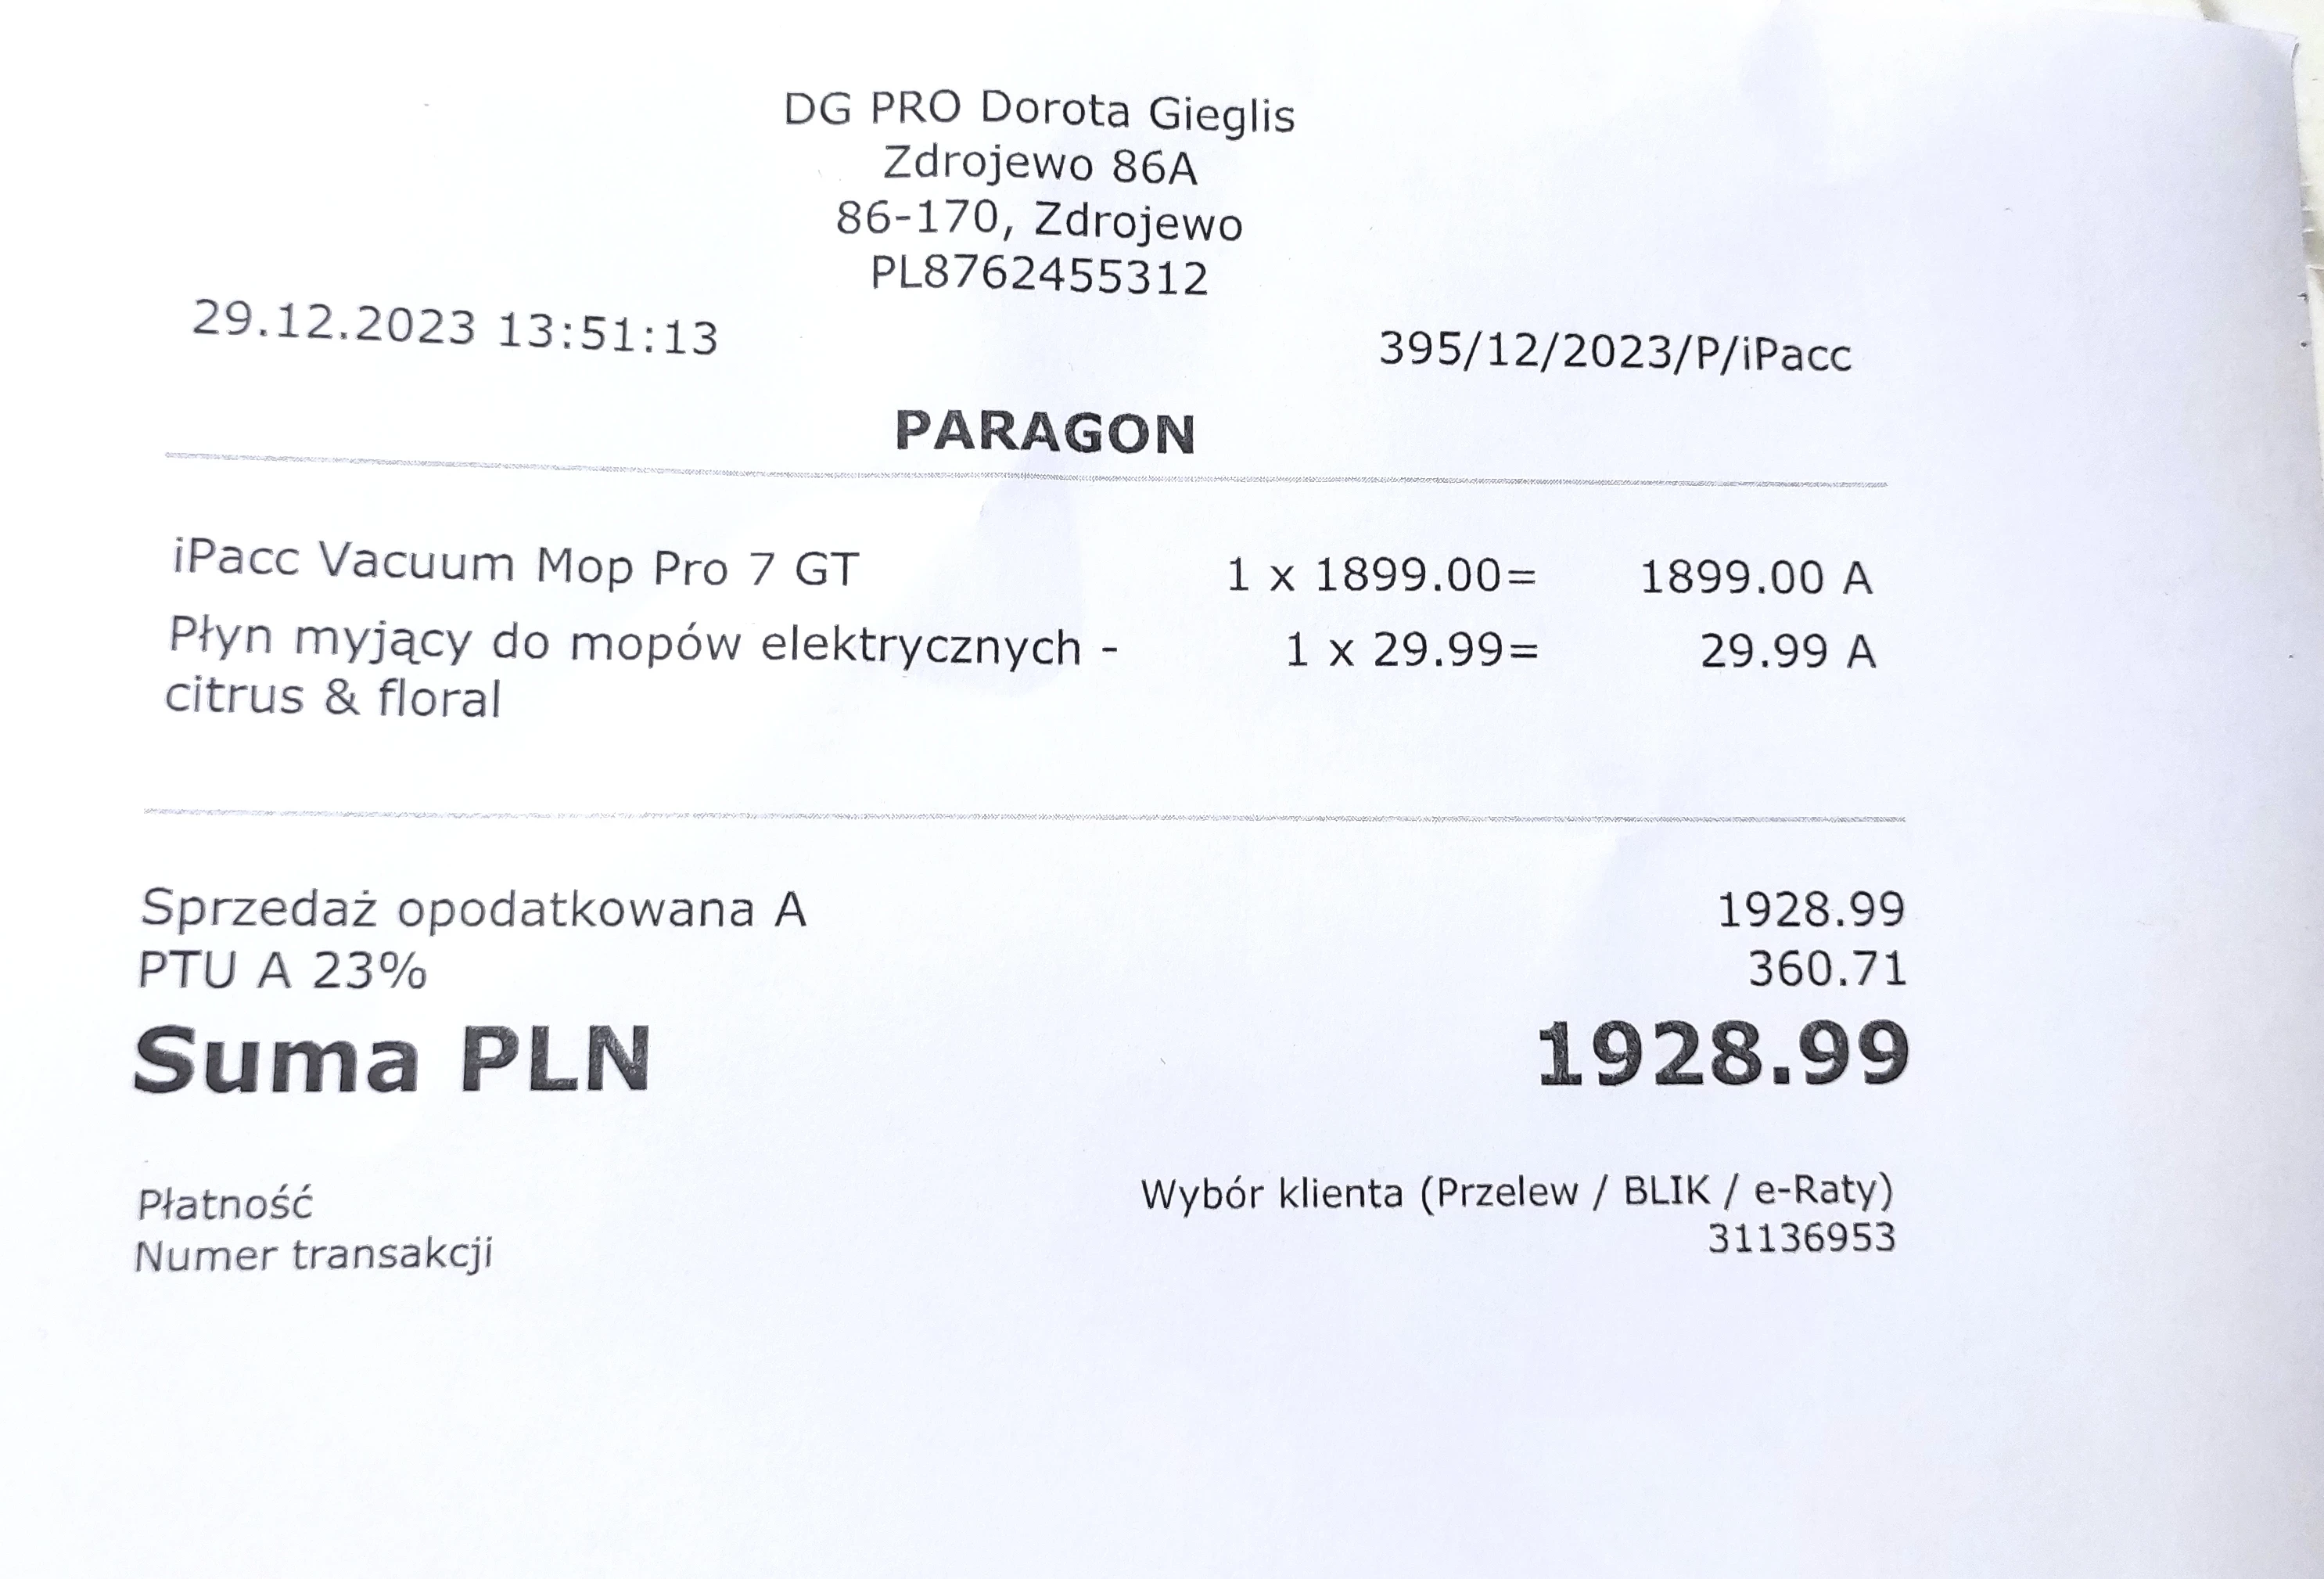 DG PRO Dorota Gieglis
Zdrojewo 86A
86-170, Zdrojewo
PL8762455312
29.12.2023 13:51:13 395/12/2023/P/iPacc
PARAGON
iPacc Vacuum Mop Pro 7 GT 1 x 1899.00= 1899.00 A
Płyn myjący do mopów elektrycznych - 1 x 29.99= 29.99 A
citrus & floral
Sprzedaż opodatkowana A 1928.99
PTU A 23% 360.71
Suma PLN 1928.99
Płatność Wybór klienta (Przelew / BLIK / e-Raty)
Numer transakcji 31136953